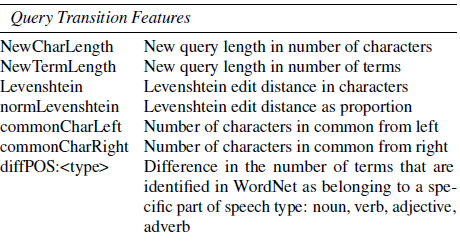 Query Transition Features
NewCharLength New query length in number of characters
NewTermLength New query length in number of terms
Levenshtein Levenshtein edit distance in characters
normLevenshtein Levenshtein edit distance as proportion
commonCharLeft Number of characters in common from left
commonCharRight Number of characters in common from right
diffPOS:<type> Difference in the number of terms that are
identified in WordNet as belonging to a spe-
cific part of speech type: noun, verb, adjective,
adverb